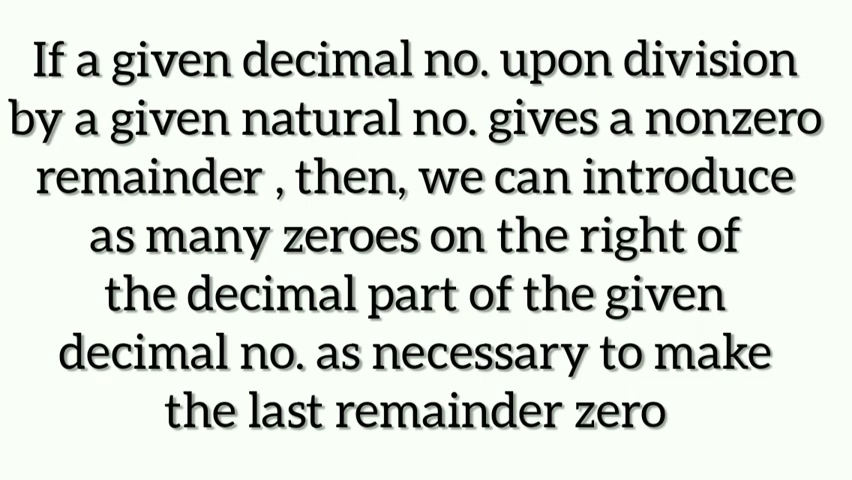 If a given decimal no. upon division
by a given natural no. gives a nonzero
remainder , then, we can introduce
as many zeroes on the right of
the decimal part of the given
decimal no. as necessary to make
the last remainder zero